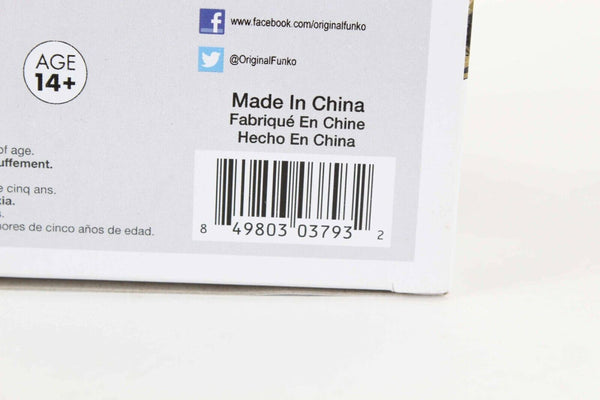 www.facebook.com/originalfunko
@OriginalFunko
AGE
14+
Made In China
Fabriqué En Chine
Hecho En China
of age.
uffement.
e cinq ans.
kia.
s.
nores de cinco años de edad.
8 49803 03793 2